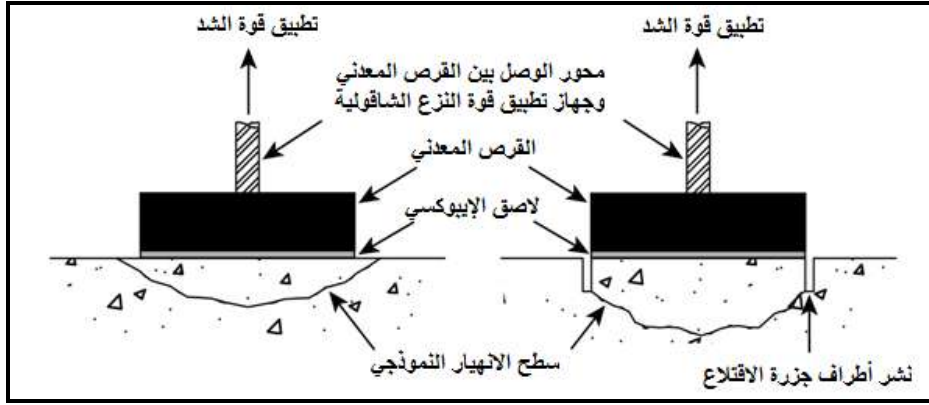 تطبيق قوة الشد
تطبيق قوة الشد
محور الوصل بين القرص المعدني
وجهاز تطبيق قوة النزع الشاقولية
القرص المعدني
لاصق الإيبوكسي
سطح الانهيار النموذجي
نشر أطراف جزرة الاقتلاع